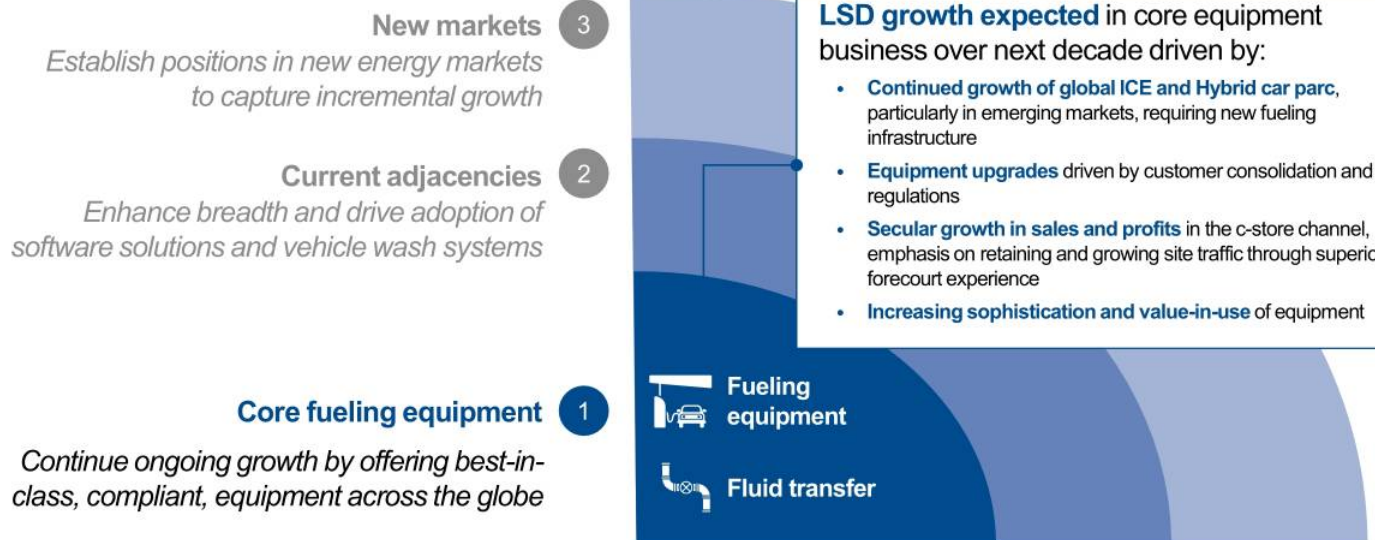 New markets 3
Establish positions in new energy markets
to capture incremental growth
Current adjacencies 2
Enhance breadth and drive adoption of
software solutions and vehicle wash systems
Core fueling equipment 1
Continue ongoing growth by offering best-in-
class, compliant, equipment across the globe
Fueling
equipment
Fluid transfer
LSD growth expected in core equipment
business over next decade driven by:
• Continued growth of global ICE and Hybrid car parc,
particularly in emerging markets, requiring new fueling
infrastructure
• Equipment upgrades driven by customer consolidation and
regulations
• Secular growth in sales and profits in the c-store channel,
emphasis on retaining and growing site traffic through
forecourt experience
• Increasing sophistication and value-in-use of equipment